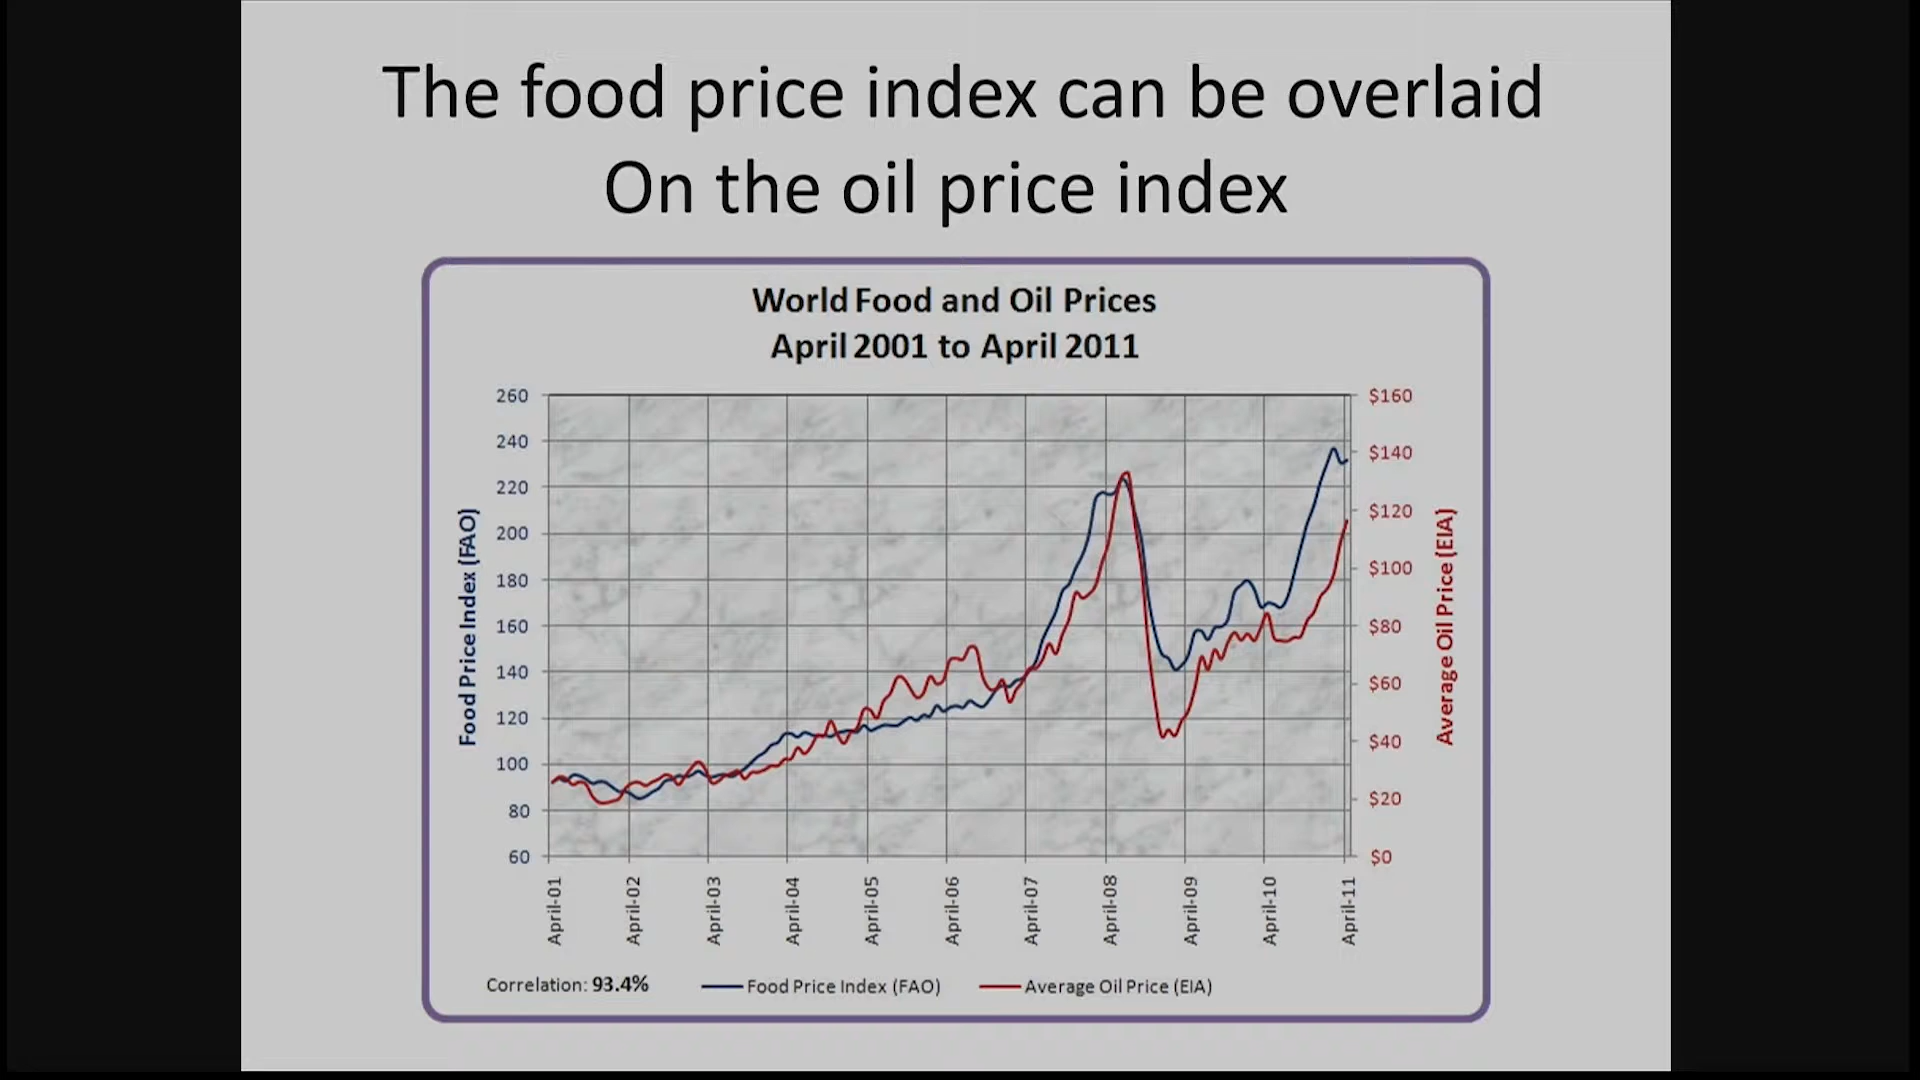 The food price index can be overlaid
On the oil price index
World Food and Oil Prices
April 2001 to April 2011
Food Price Index (FAO)
260
240
220
200
180
160
140
120
100
80
60
$160
$140
$120
$100
$80
$60
$40
$20
$0
Average Oil Price (EIA)
April-01
April-02
April-03
April-04
April-05
April-06
April-07
April-08
April-09
April-10
April-11
Correlation: 93.4%
Food Price Index (FAO)
Average Oil Price (EIA)